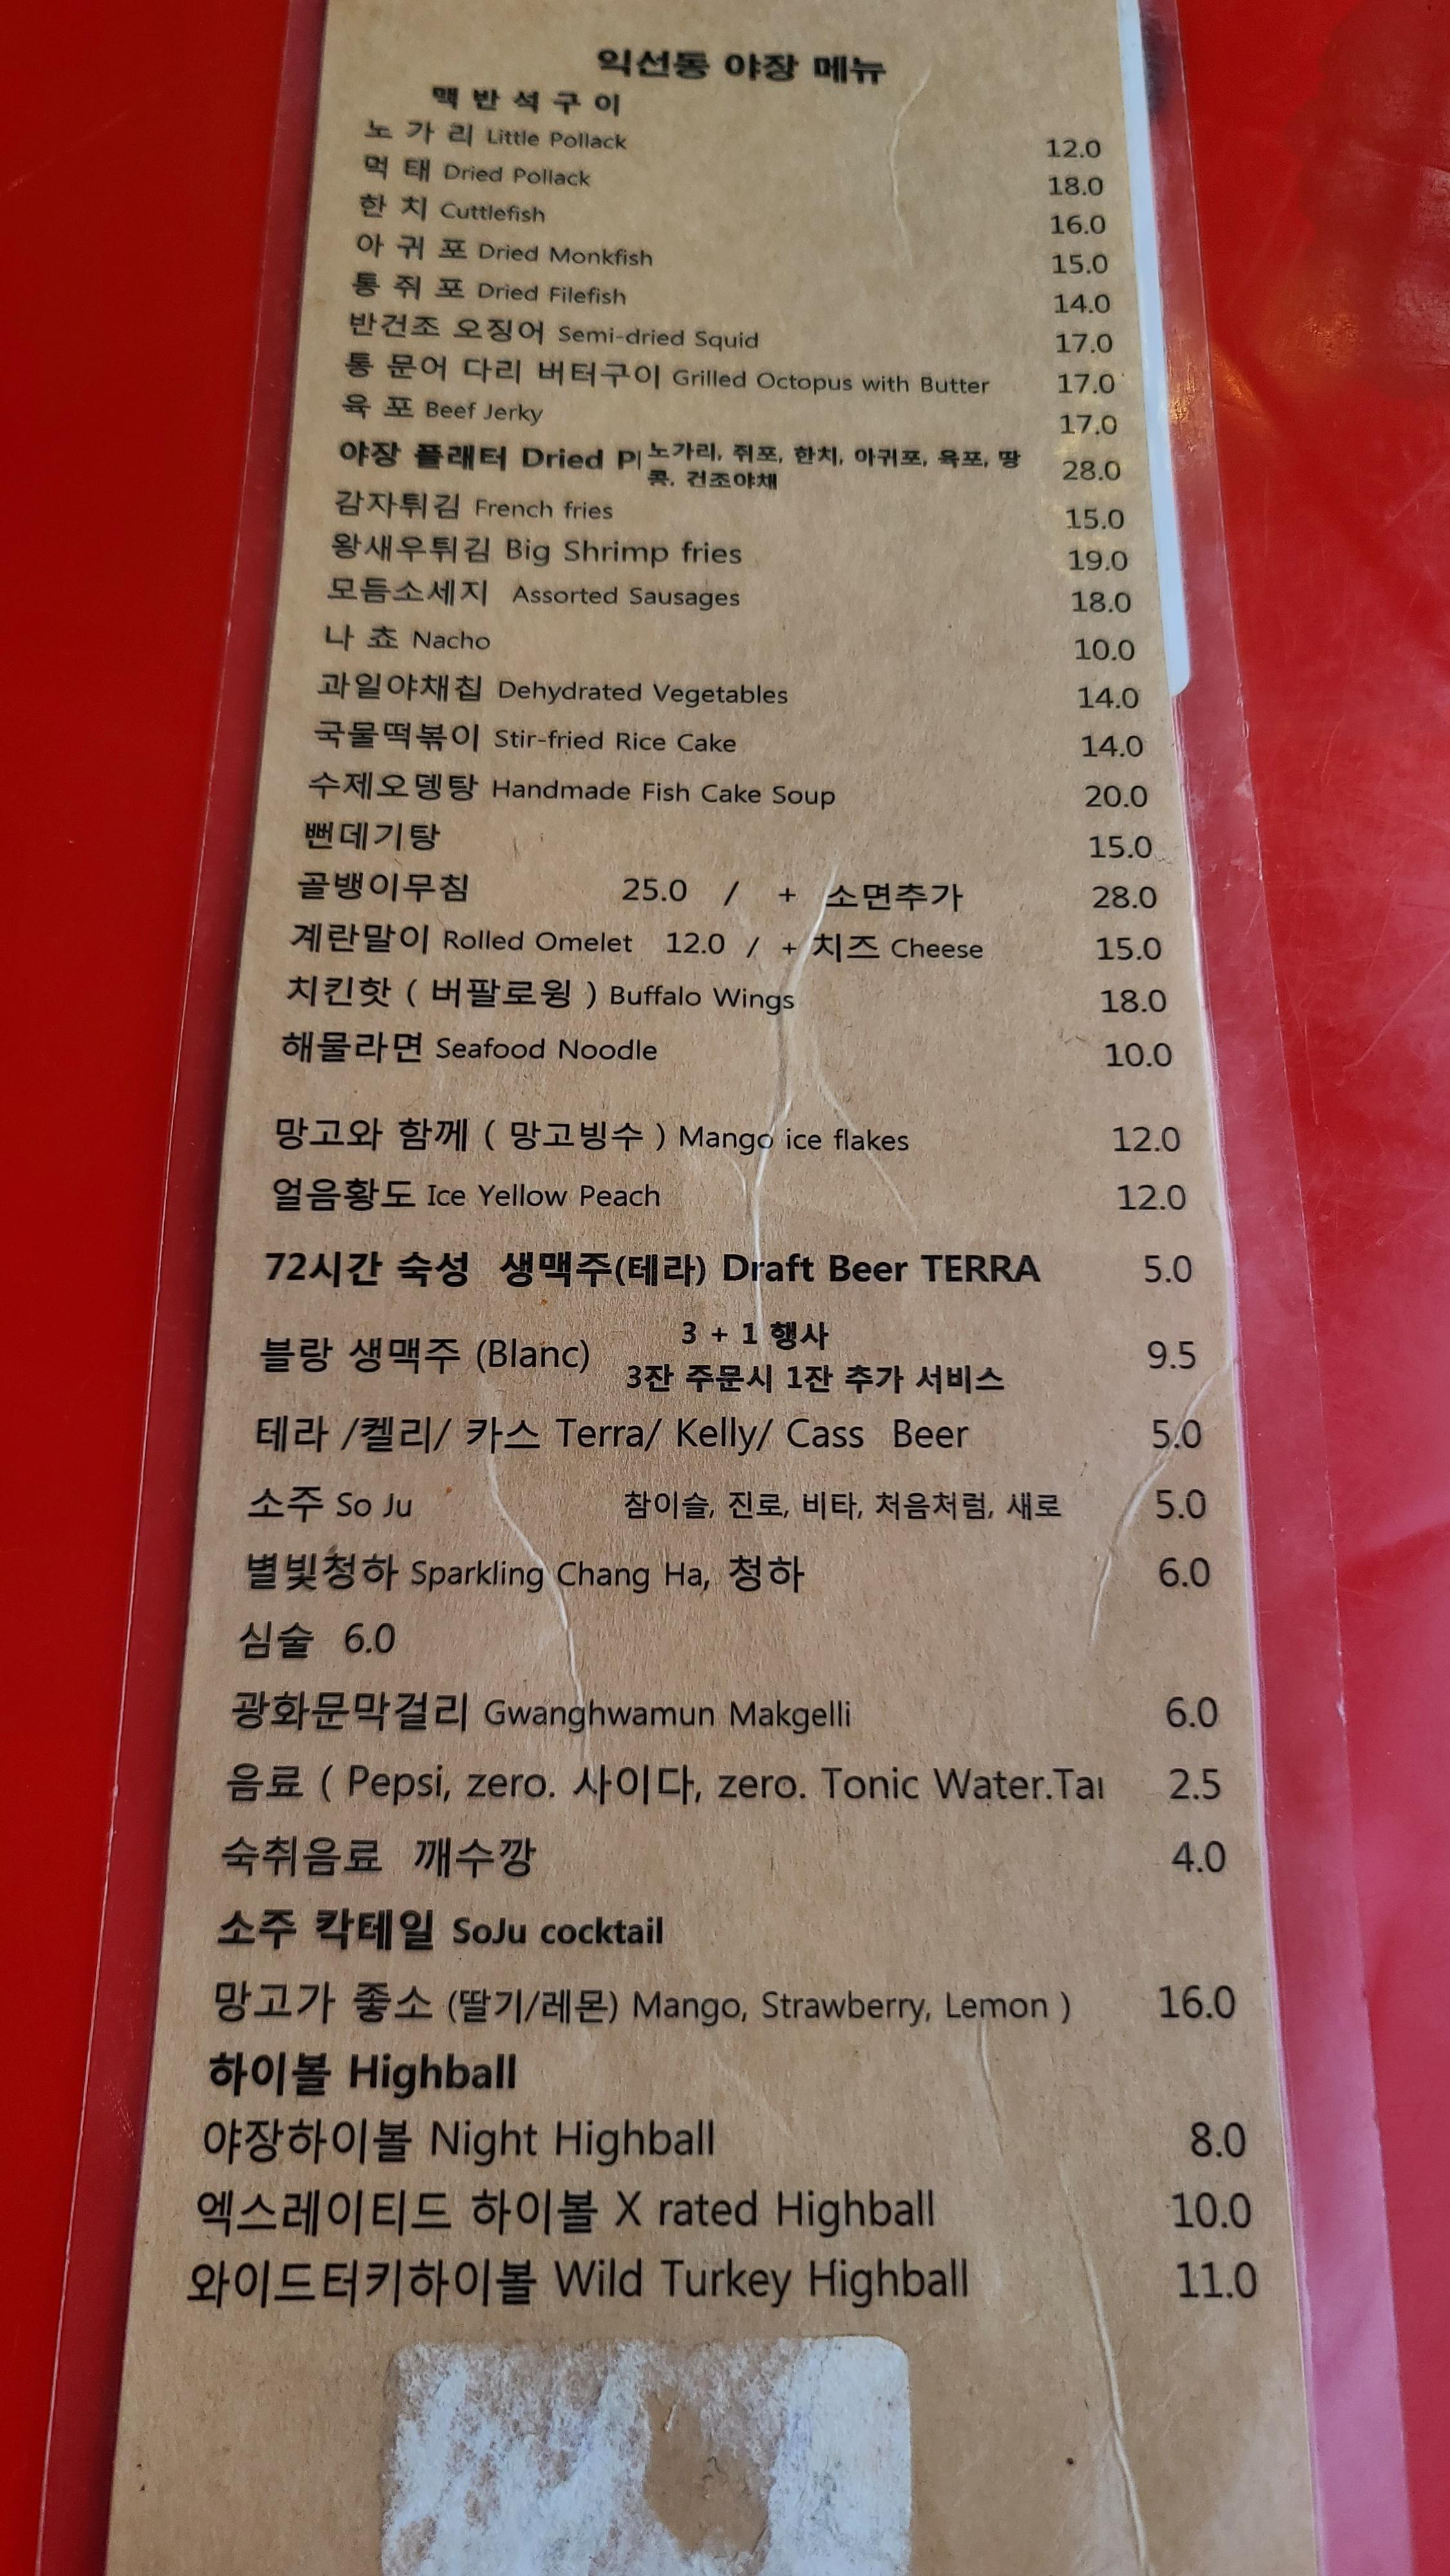 익선동 야장 메뉴
맥 반 석 구 이
노 가 리 Little Pollack 12.0
먹 태 Dried Pollack 18.0
한 치 Cuttlefish 16.0
아 귀 포 Dried Monkfish 15.0
통 쥐 포 Dried Filefish 14.0
반건조 오징어 Semi-dried Squid 17.0
통 문어 다리 버터구이 Grilled Octopus with Butter 17.0
육 포 Beef Jerky 17.0
야장 플래터 Dried Pl 노가리, 쥐포, 한치, 아귀포, 육포, 땅 28.0
콩, 건조야채
감자튀김 French fries 15.0
왕새우튀김 Big Shrimp fries 19.0
모듬소세지 Assorted Sausages 18.0
나 쵸 Nacho 10.0
과일야채칩 Dehydrated Vegetables 14.0
국물떡볶이 Stir-fried Rice Cake 14.0
수제오뎅탕 Handmade Fish Cake Soup 20.0
뻔데기탕 15.0
골뱅이무침 25.0 / + 소면추가 28.0
계란말이 Rolled Omelet 12.0 / + 치즈 Cheese 15.0
치킨핫 ( 버팔로윙 ) Buffalo Wings 18.0
해물라면 Seafood Noodle 10.0
망고와 함께 ( 망고빙수 ) Mango ice flakes 12.0
얼음황도 Ice Yellow Peach 12.0
72시간 숙성 생맥주(테라) Draft Beer TERRA 5.0
3 + 1 행사
블랑 생맥주 (Blanc) 9.5
3잔 주문시 1잔 추가 서비스
테라 /켈리/ 카스 Terra/ Kelly/ Cass Beer 5.0
소주 So Ju 참이슬, 진로, 비타, 처음처럼, 새로 5.0
별빛청하 Sparkling Chang Ha, 청하 6.0
심술 6.0
광화문막걸리 Gwanghwamun Makgelli 6.0
음료 ( Pepsi, zero. 사이다, zero. Tonic Water. 2.5
숙취음료 깨수깡 4.0
소주 칵테일 SoJu cocktail
망고가 좋소 (딸기/레몬) Mango, Strawberry, Lemon ) 16.0
하이볼 Highball
야장하이볼 Night Highball 8.0
엑스레이티드 하이볼 X rated Highball 10.0
와이드터키하이볼 Wild Turkey Highball 11.0